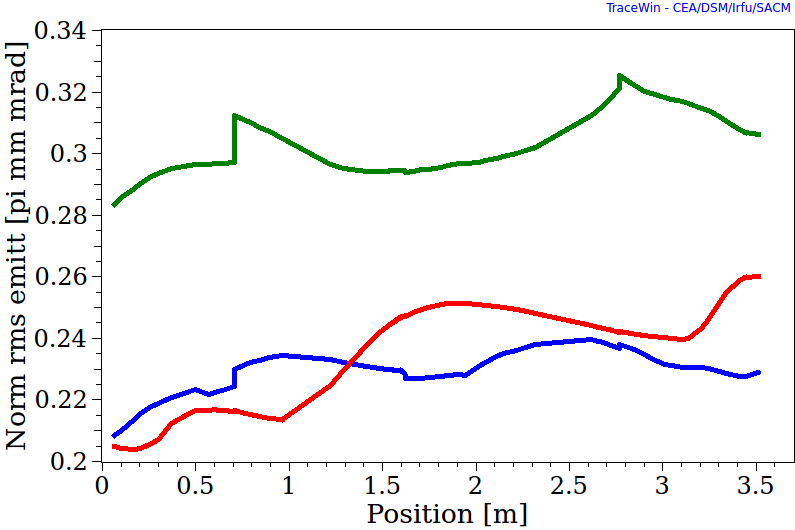 TraceWin - CEA/DSM/Irfu/SACM
Norm rms emitt [pi mm mrad]
0.34
0.32
0.3
0.28
0.26
0.24
0.22
0.2
0 0.5 1 1.5 2 2.5 3 3.5
Position [m]